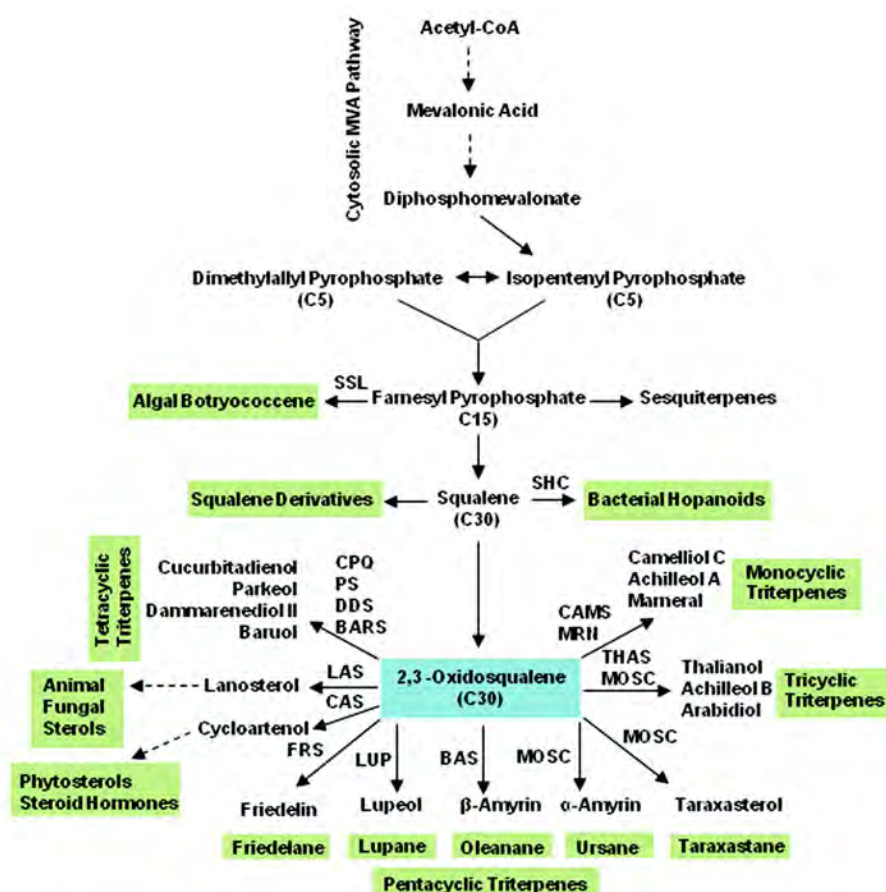 Acetyl-CoA
Cytosolic MVA Pathway
Mevalonic Acid
Diphosphomevalonate
Dimethylallyl Pyrophosphate
(C5)
Isopentenyl Pyrophosphate
(C5)
Algal Botryococcene
SSL
Farnesyl Pyrophosphate
C15)
Sesquiterpenes
Squalene Derivatives
Squalene
(C30)
SHC
Bacterial Hopanoids
Tetracyclic
Triterpenes
Cucurbitadienol
Parkeol
Dammarenediol II
Baruol
CPQ
PS
DDS
BARS
CAMS
MRN
Camelliol C
Achilleol A
Marneral
Monocyclic
Triterpenes
Animal
Fungal
Sterols
Lanosterol
LAS
2,3-Oxidosqualene
(C30)
THAS
MOSC
Thalianol
Achilleol B
Arabidiol
Tricyclic
Triterpenes
Cycloartenol
CAS
Phytosterols
Steroid Hormones
FRS
LUP
BAS
MOSC
MOSC
Friedelin
Lupeol
β-Amyrin
α-Amyrin
Taraxasterol
Friedelane
Lupane
Oleanane
Ursane
Taraxastane
Pentacyclic Triterpenes